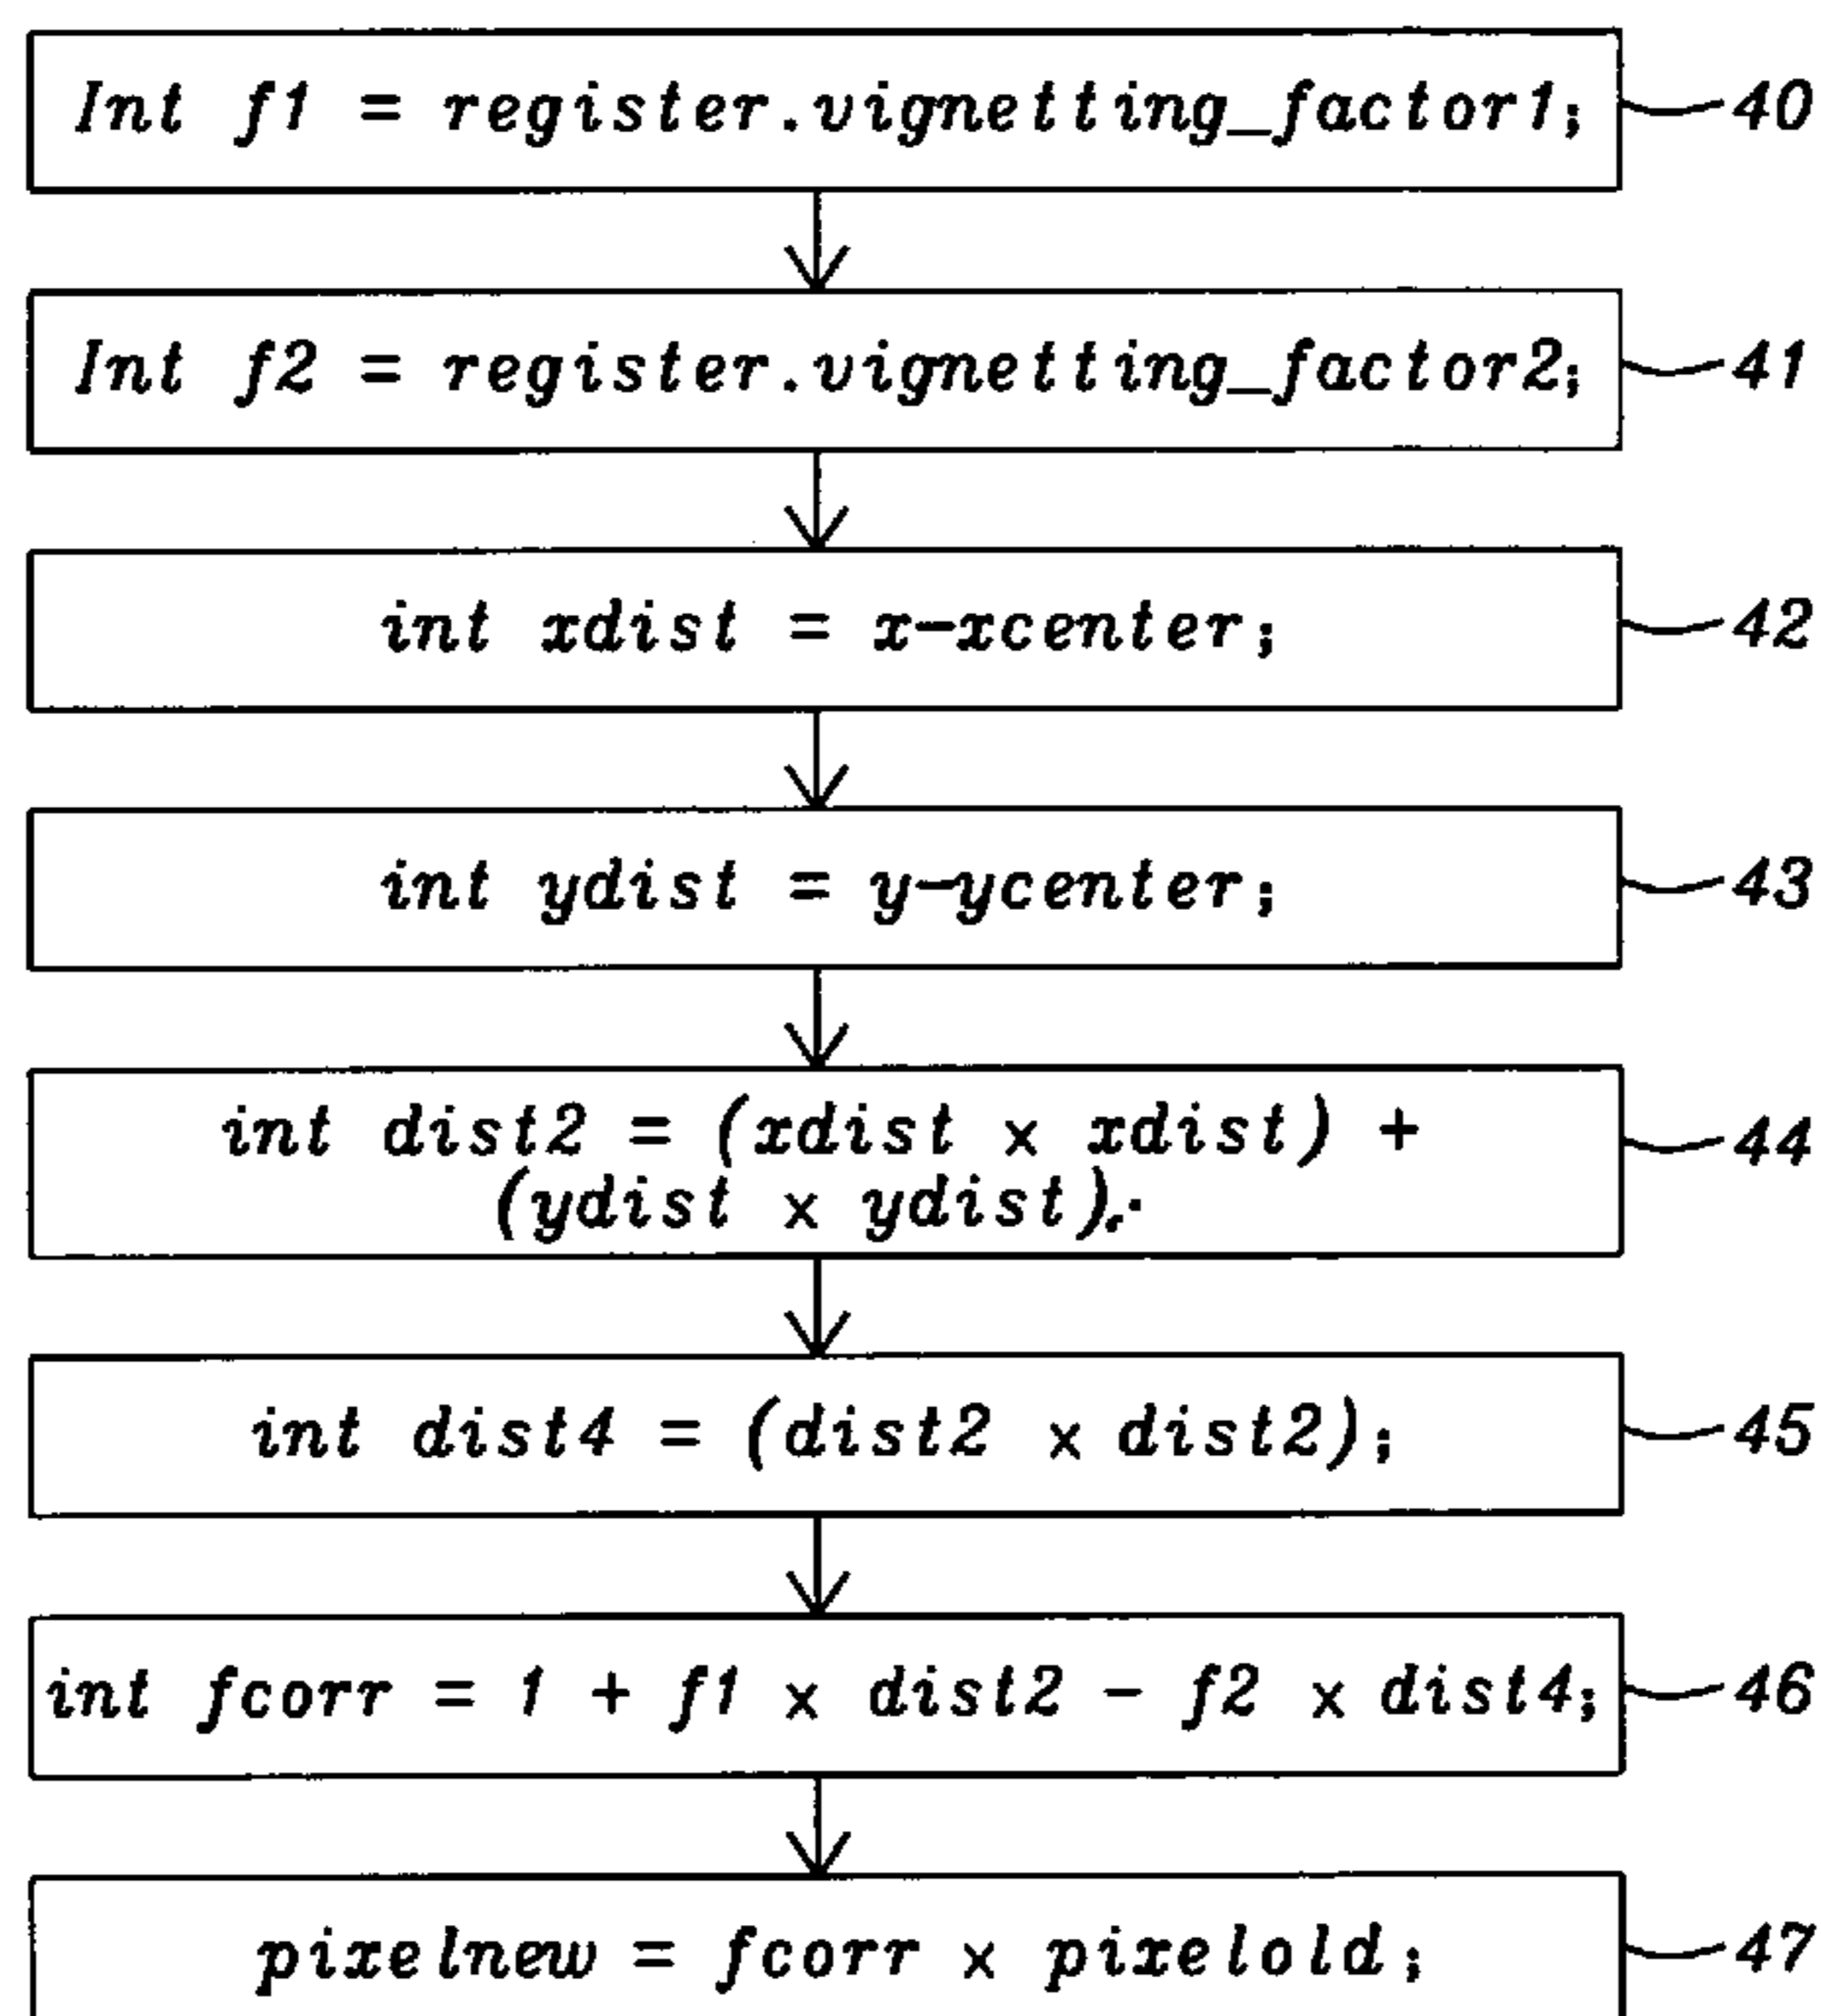 Int f1 = register.vignetting_factor1; 40
Int f2 = register.vignetting_factor2; 41
int xdist = x-xcenter; 42
int ydist = y-ycenter; 43
int dist2 = (xdist × xdist) + 44
(ydist × ydist);
int dist4 = (dist2 × dist2); 45
int fcorr = 1 + f1 × dist2 - f2 × dist4; 46
pixelnew = fcorr × pixelold; 47